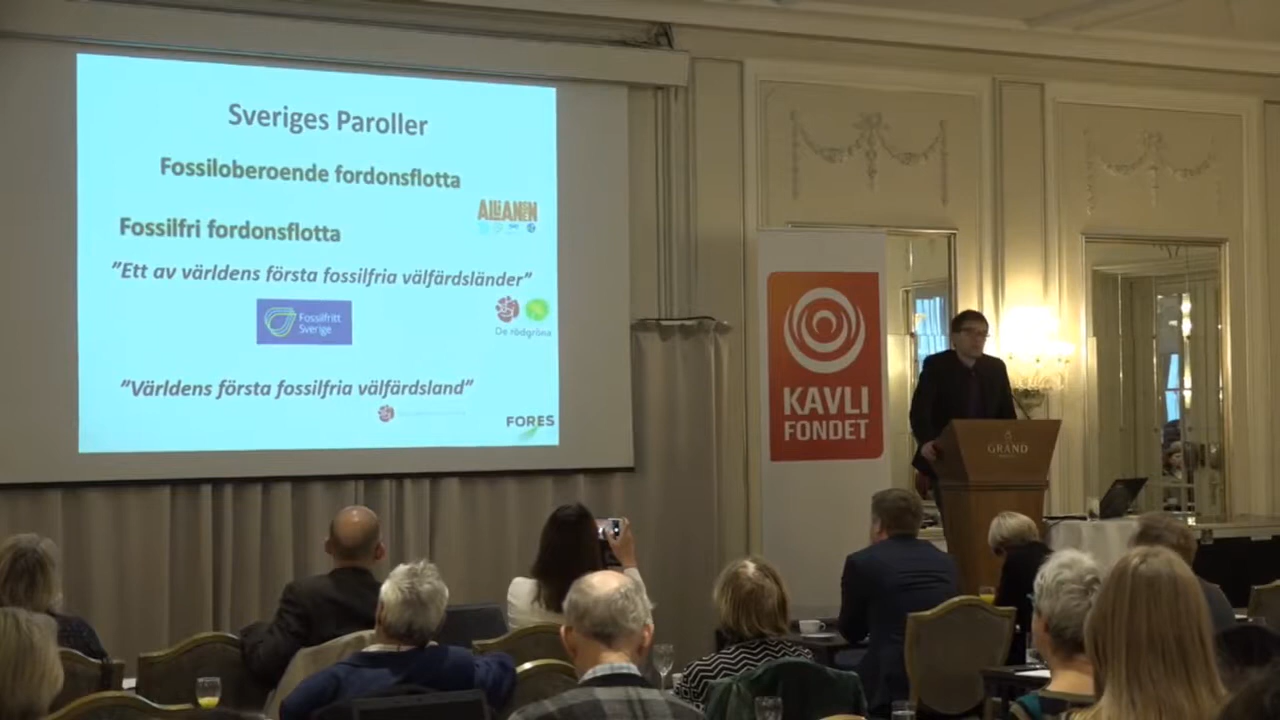 Sveriges Paroller
Fossiloberoende fordonsflotta
ALLiANSEN
Fossilfri fordonsflotta
"Ett av världens första fossilfria välfärdsländer"
Fossilfritt
Sverige
De rödgröna
"Världens första fossilfria välfärdsland"
FORES
KAVLI
FONDET
GRAND